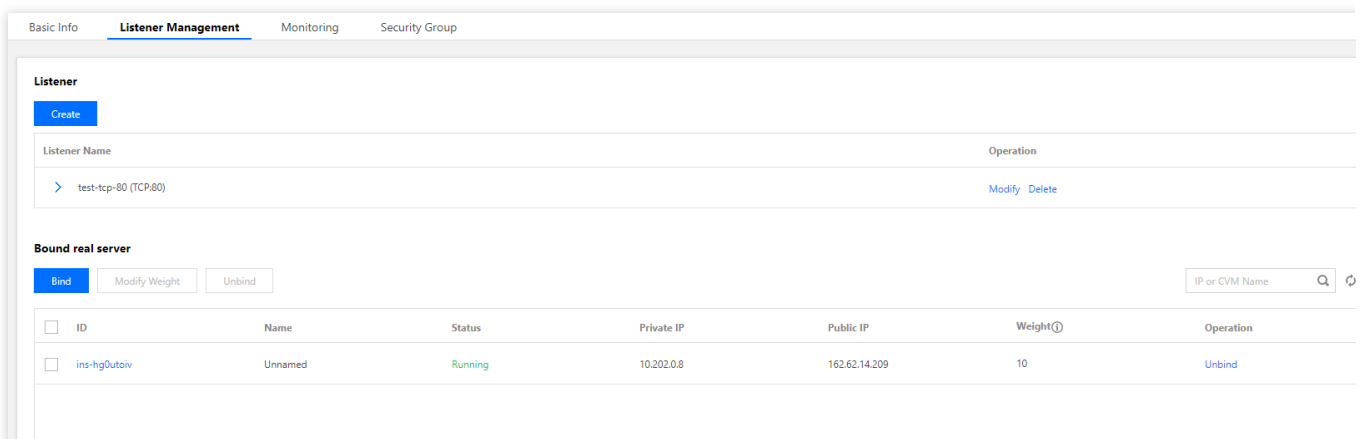 Basic Info Listener Management Monitoring Security Group
Listener
Create
Listener Name Operation
test-tcp-80 (TCP:80) Modify Delete
Bound real server
Bind Modify Weight Unbind IP or CVM Name
ID Name Status Private IP Public IP Weight Operation
ins-hg0utoiv Unnamed Running 10.202.0.8 162.62.14.209 10 Unbind